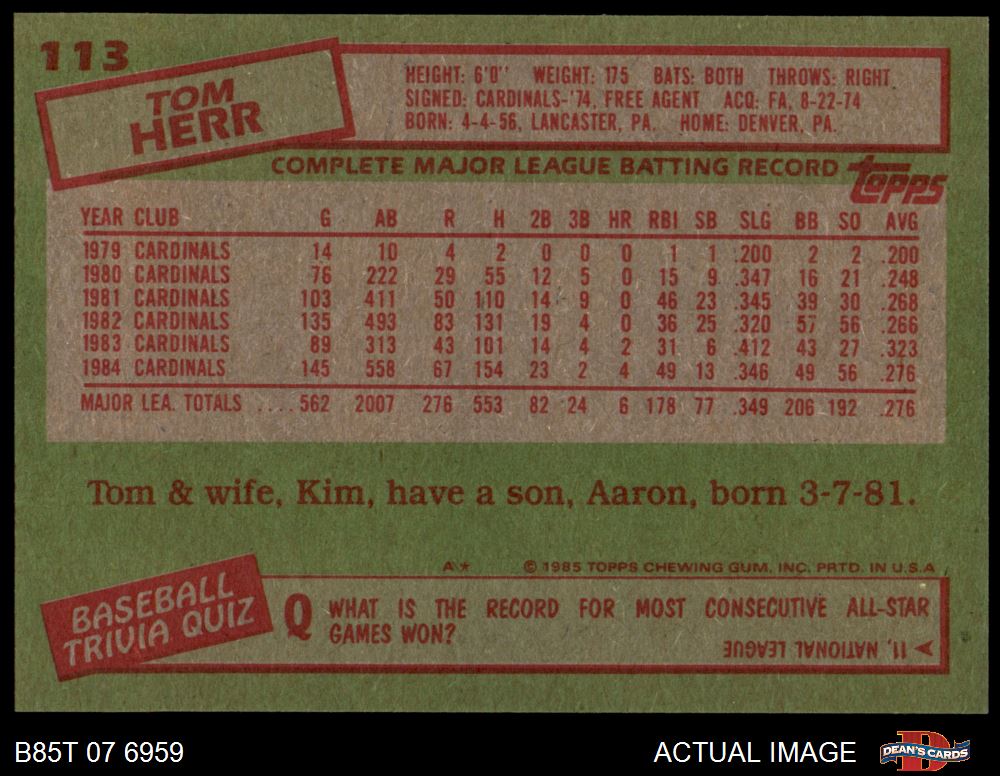 113
TOM
HERR
HEIGHT: 6'0" WEIGHT: 175 BATS: BOTH THROWS: RIGHT
SIGNED: CARDINALS-'74, FREE AGENT ACQ: FA, 8-22-74
BORN: 4-4-56, LANCASTER, PA. HOME: DENVER, PA.
COMPLETE MAJOR LEAGUE BATTING RECORD
topps
YEAR CLUB G AB R H 2B 3B HR RBI SB SLG BB SO AVG
1979 CARDINALS 14 10 4 2 0 0 0 1 1 .200 2 2 .200
1980 CARDINALS 76 222 29 55 12 5 0 15 9 .347 16 21 .248
1981 CARDINALS 103 411 50 110 14 9 0 46 23 .345 39 30 .268
1982 CARDINALS 135 493 83 131 19 4 0 36 25 .320 57 56 .266
1983 CARDINALS 89 313 43 101 14 4 2 31 6 .412 43 27 .323
1984 CARDINALS 145 558 67 154 23 2 4 49 13 .346 49 56 .276
MAJOR LEA. TOTALS .... 562 2007 276 553 82 24 6 178 77 .349 206 192 .276
Tom & wife, Kim, have a son, Aaron, born 3-7-81.
A* © 1985 TOPPS CHEWING GUM, INC. PRTD. IN U.S.A
BASEBALL
TRIVIA QUIZ
Q WHAT IS THE RECORD FOR MOST CONSECUTIVE ALL-STAR
GAMES WON?
11, NATIONAL LEAGUE
B85T 07 6959
ACTUAL IMAGE
D
DEAN'S CARDS